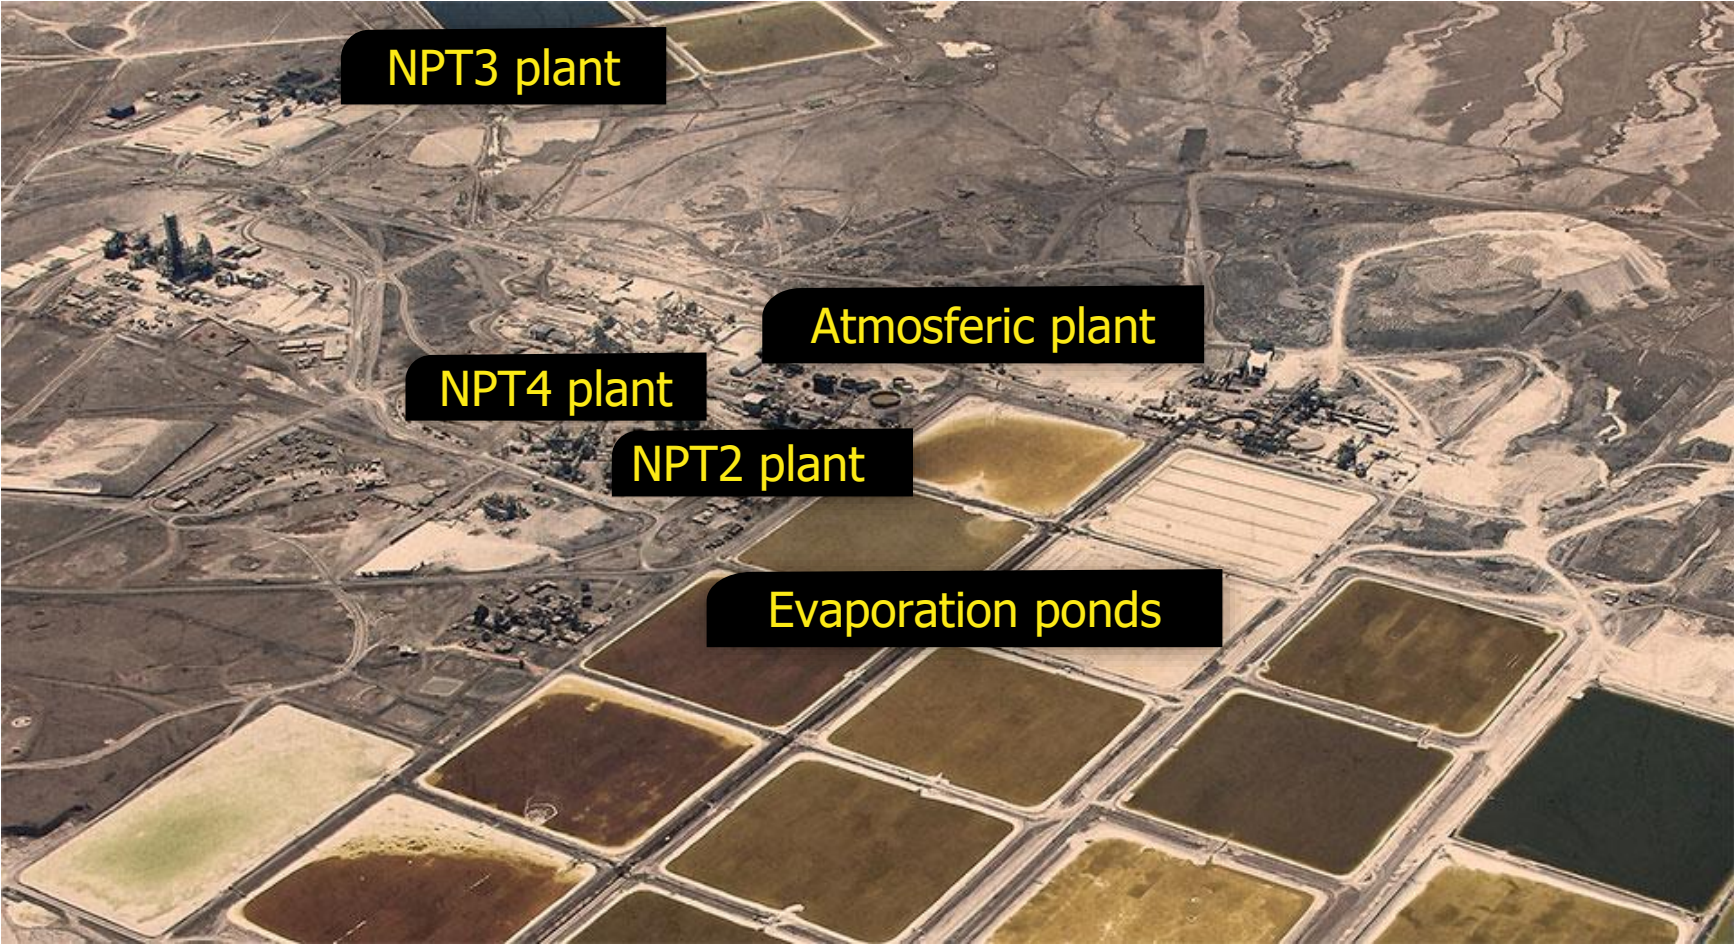 NPT3 plant
Atmosferic plant
NPT4 plant
NPT2 plant
Evaporation ponds